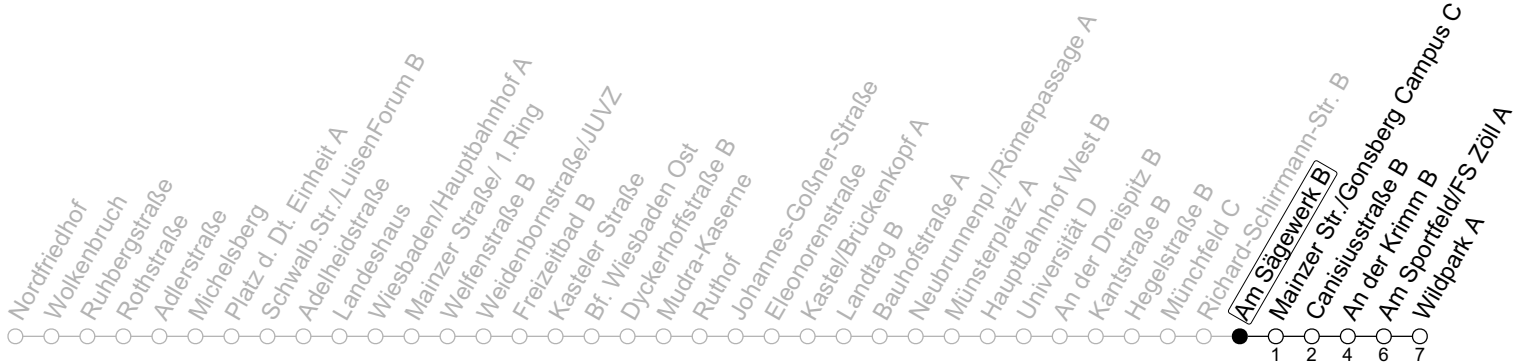 Nordfriedhof
Wolkenbruch
Ruhbergstraße
Rothstraße
Adlerstraße
Michelsberg
Platz d. Dt. Einheit A
Schwalb.Str./LuisenForum B
Adelheidstraße
Landeshaus
Wiesbaden/Hauptbahnhof A
Mainzer Straße/ 1.Ring
Welfenstraße B
Weidenbornstraße/JUVZ
Freizeitbad B
Kasteler Straße
Bf. Wiesbaden Ost
Dyckerhoffstraße B
Mudra-Kaserne
Ruthof
Johannes-Goßner-Straße
Eleonorenstraße
Kastel/Brückenkopf A
Landtag B
Bauhofstraße A
Neubrunnenpl./Römerpassage A
Münsterplatz A
Hauptbahnhof West B
Universität D
An der Dreispitz B
Kantstraße B
Hegelstraße B
Münchfeld C
Richard-Schirrmann-Str. B
Am Sägewerk B
Mainzer Str./Gonsberg Campus C
Canisiusstraße B
An der Krimm B
Am Sportfeld/FS Zöll A
Wildpark A
1 2 4 6 7